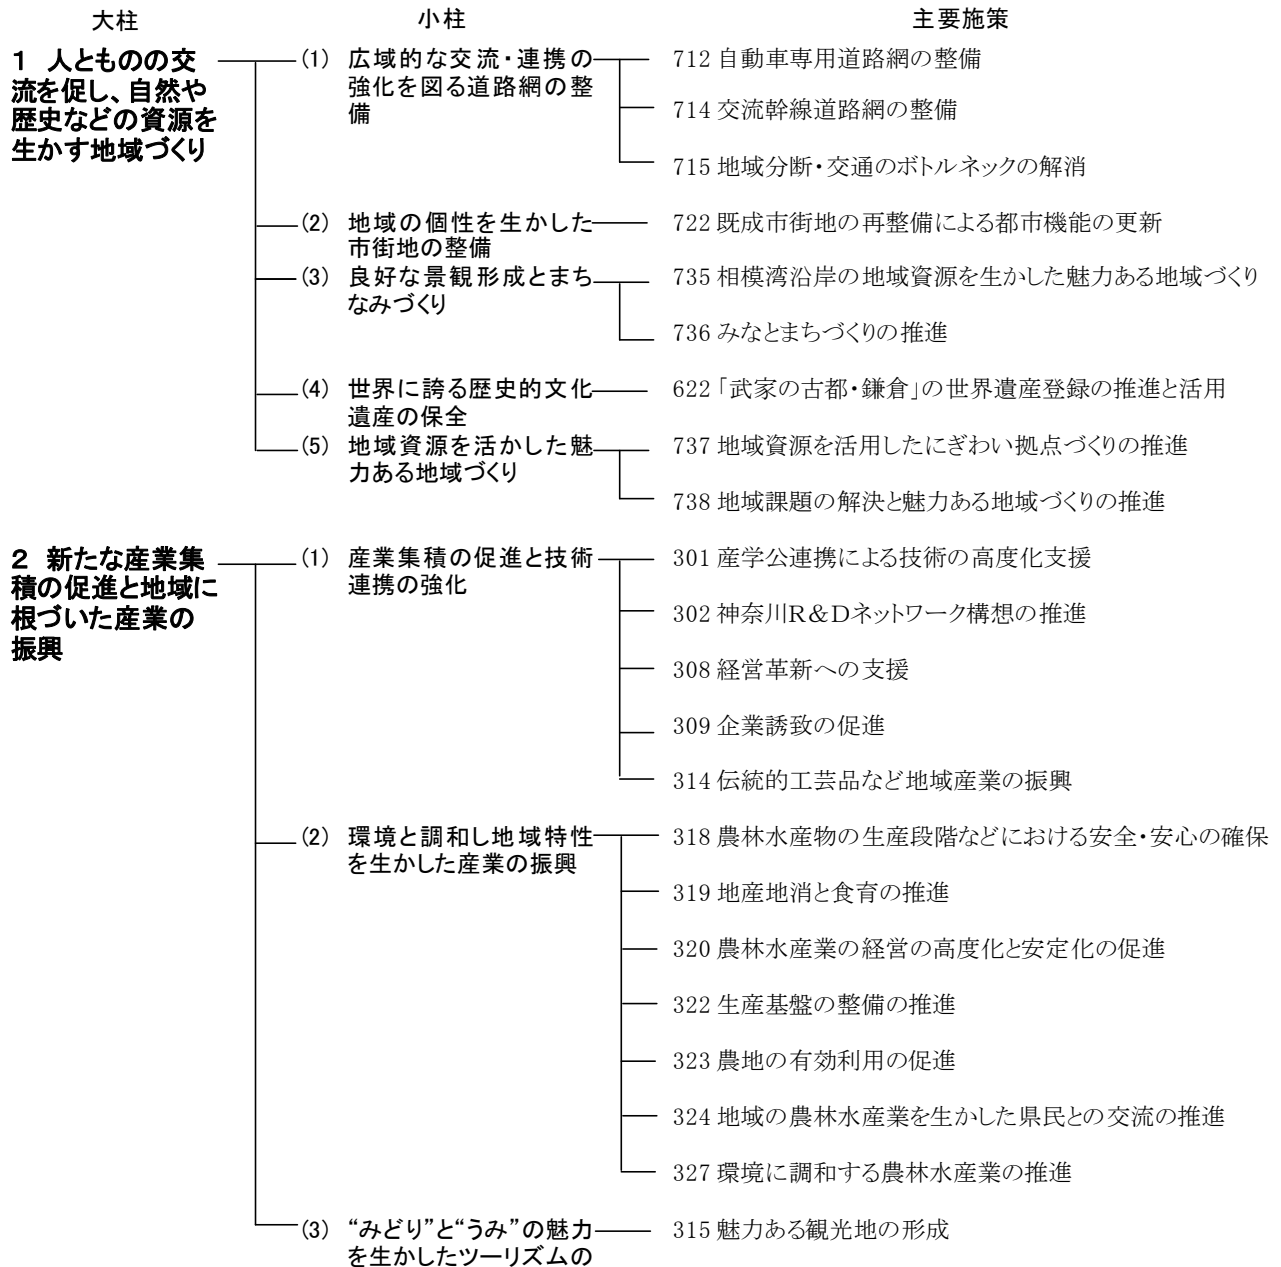 大柱 小柱 主要施策
1 人とものの交
流を促し、自然や
歴史などの資源を
生かす地域づくり
(1) 広域的な交流・連携の
強化を図る道路網の整
備
712 自動車専用道路網の整備
714 交流幹線道路網の整備
715 地域分断・交通のボトルネックの解消
(2) 地域の個性を生かした
市街地の整備
722 既成市街地の再整備による都市機能の更新
(3) 良好な景観形成とまち
なみづくり
735 相模湾沿岸の地域資源を生かした魅力ある地域づくり
736 みなとまちづくりの推進
(4) 世界に誇る歴史的文化
遺産の保全
622 「武家の古都・鎌倉」の世界遺産登録の推進と活用
(5) 地域資源を活かした魅
力ある地域づくり
737 地域資源を活用したにぎわい拠点づくりの推進
738 地域課題の解決と魅力ある地域づくりの推進
2 新たな産業集
積の促進と地域に
根づいた産業の
振興
(1) 産業集積の促進と技術
連携の強化
301 産学公連携による技術の高度化支援
302 神奈川R&Dネットワーク構想の推進
308 経営革新への支援
309 企業誘致の促進
314 伝統的工芸品など地域産業の振興
(2) 環境と調和し地域特性
を生かした産業の振興
318 農林水産物の生産段階などにおける安全・安心の確保
319 地産地消と食育の推進
320 農林水産業の経営の高度化と安定化の促進
322 生産基盤の整備の推進
323 農地の有効利用の促進
324 地域の農林水産業を生かした県民との交流の推進
327 環境に調和する農林水産業の推進
(3) “みどり”と“うみ”の魅力
を生かしたツーリズムの
315 魅力ある観光地の形成